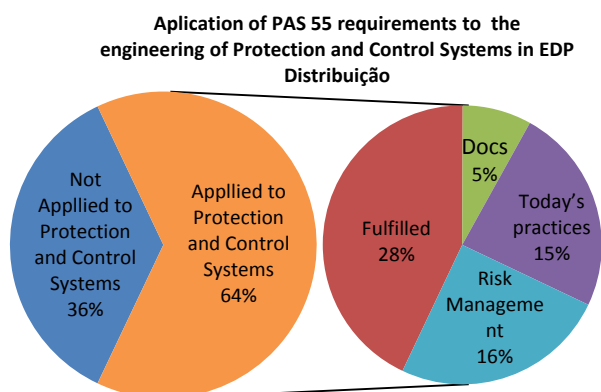 Aplication of PAS 55 requirements to the
engineering of Protection and Control Systems in EDP
Distribuição
Not
Appllied to
Protection
and Control
Systems
36%
Appllied to
Protection
and Control
Systems
64%
Fulfilled
28%
Docs
5%
Today's
practices
15%
Risk
Manageme
nt
16%